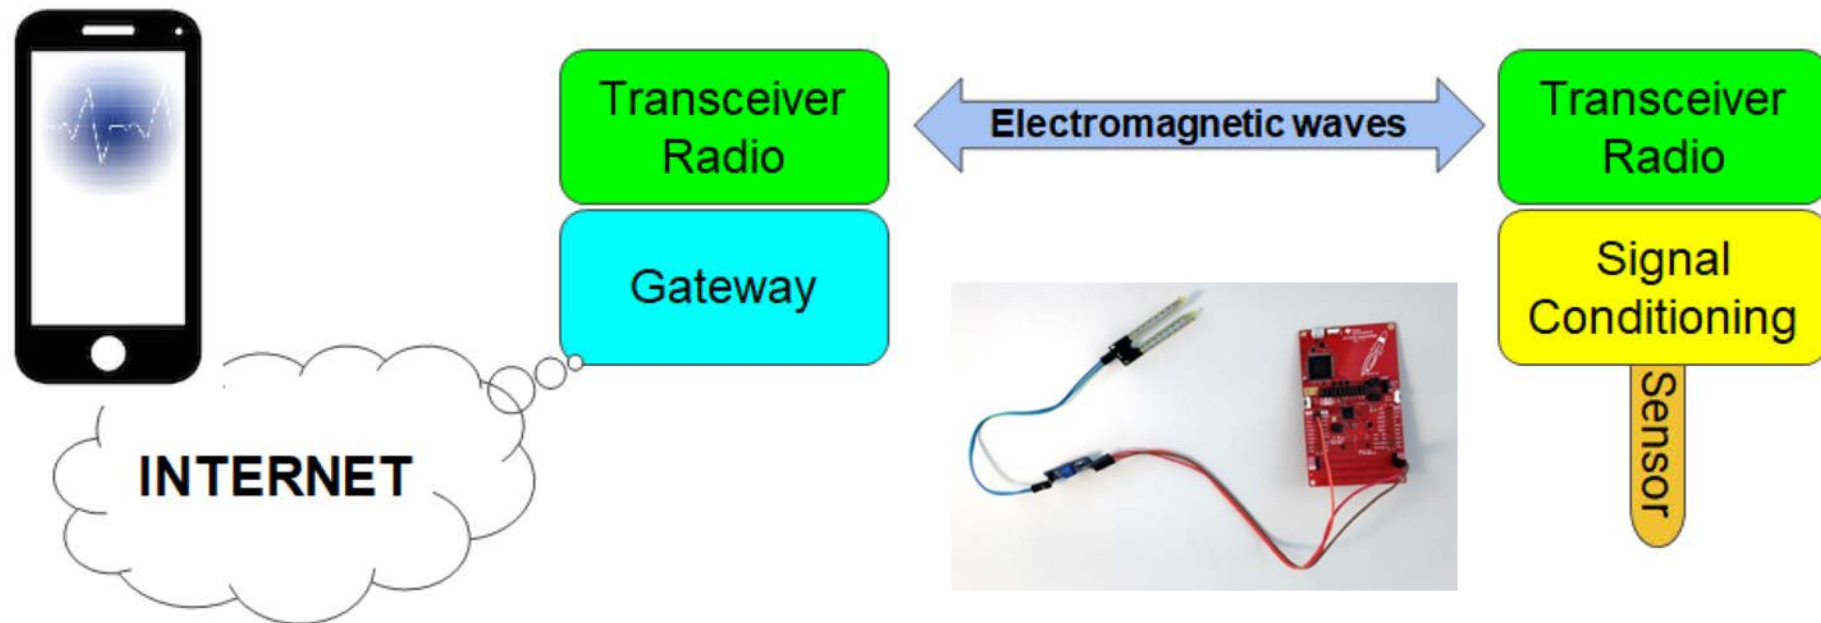 Transceiver
Radio
Electromagnetic waves
Transceiver
Radio
Gateway
Signal
Conditioning
Sensor
INTERNET